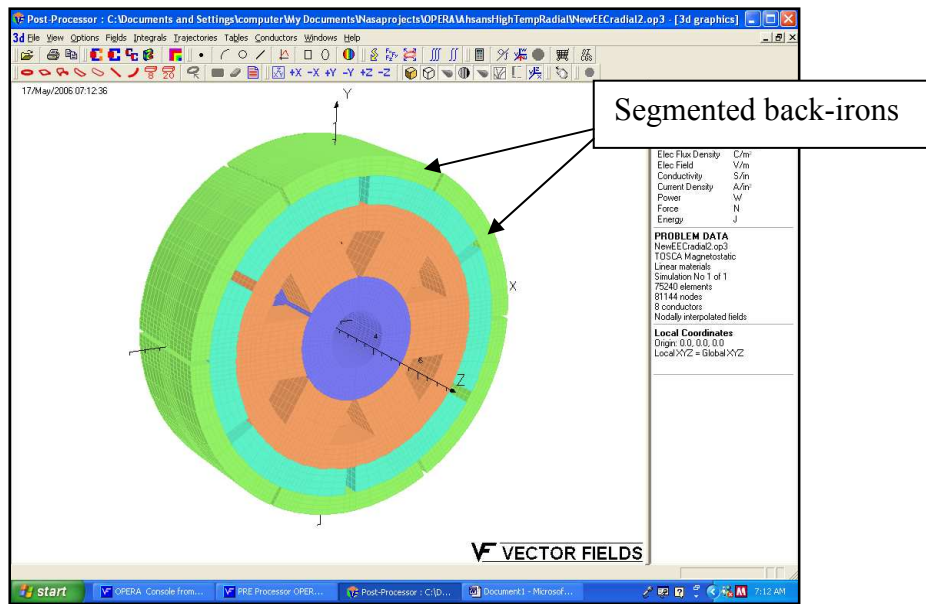 Post-Processor : C:\Documents and Settings\computer\My Documents\Nasaprojects\OPERA\AhsansHighTempRadial\NewEECradial2.op3 - [3d graphics]
3d File View Options Fields Integrals Trajectories Tables Conductors Windows Help
+X -X +Y -Y +Z -Z
17/May/2006 07:12:36
Segmented back-irons
Y
X
Z
4
6
Elec Flux Density C/m²
Elec Field V/m
Conductivity S/in
Current Density A/in²
Power W
Force N
Energy J
PROBLEM DATA
NewEECradial2.op3
TOSCA Magnetostatic
Linear materials
Simulation No 1 of 1
75240 elements
81144 nodes
8 conductors
Nodally interpolated fields
Local Coordinates
Origin: 0.0, 0.0, 0.0
Local XYZ = Global XYZ
VF VECTOR FIELDS
start
OPERA Console from...
PRE Processor OPER...
Post-Processor : C:\D...
Document1 - Microsof...
7:12 AM